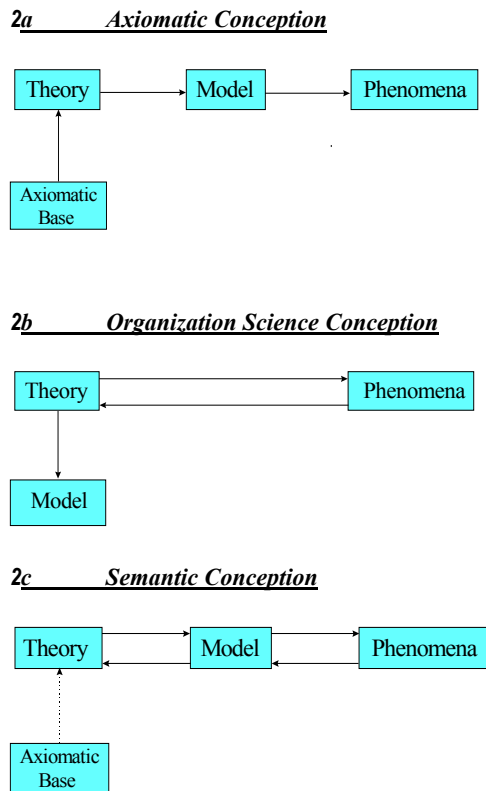 2a Axiomatic Conception
Theory
Model
Phenomena
Axiomatic
Base
2b Organization Science Conception
Theory
Phenomena
Model
2c Semantic Conception
Theory
Model
Phenomena
Axiomatic
Base